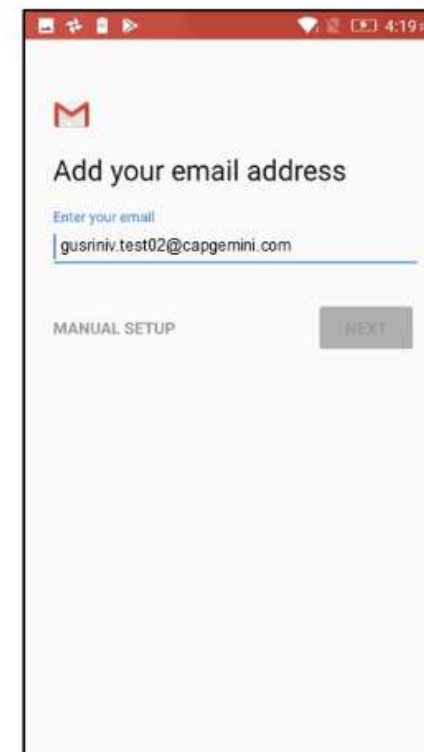 4:19
Add your email address
Enter your email
gusriniv.test02@capgemini.com
MANUAL SETUP
NEXT